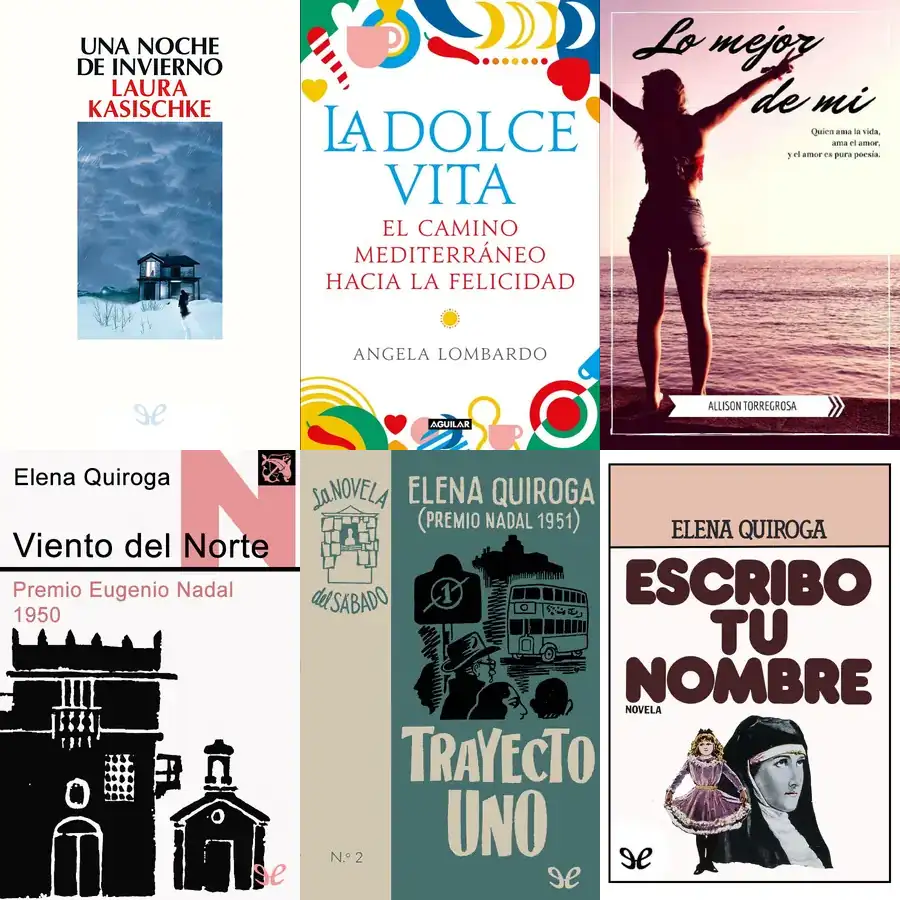 UNA NOCHE
DE INVIERNO
LAURA
KASISCHKE
LA DOLCE
VITA
EL CAMINO
MEDITERRÁNEO
HACIA LA FELICIDAD
ANGELA LOMBARDO
AGUILAR
Lo mejor
de mi
Quien ama la vida,
ama el amor,
y el amor es pura poesía.
ALLISON TORREGROSA
Elena Quiroga
N
Viento del Norte
Premio Eugenio Nadal
1950
La NOVELA
del SÁBADO
N.º 2
ELENA QUIROGA
(PREMIO NADAL 1951)
1
TRAYECTO
UNO
ELENA QUIROGA
ESCRIBO
TU
NOMBRE
NOVELA